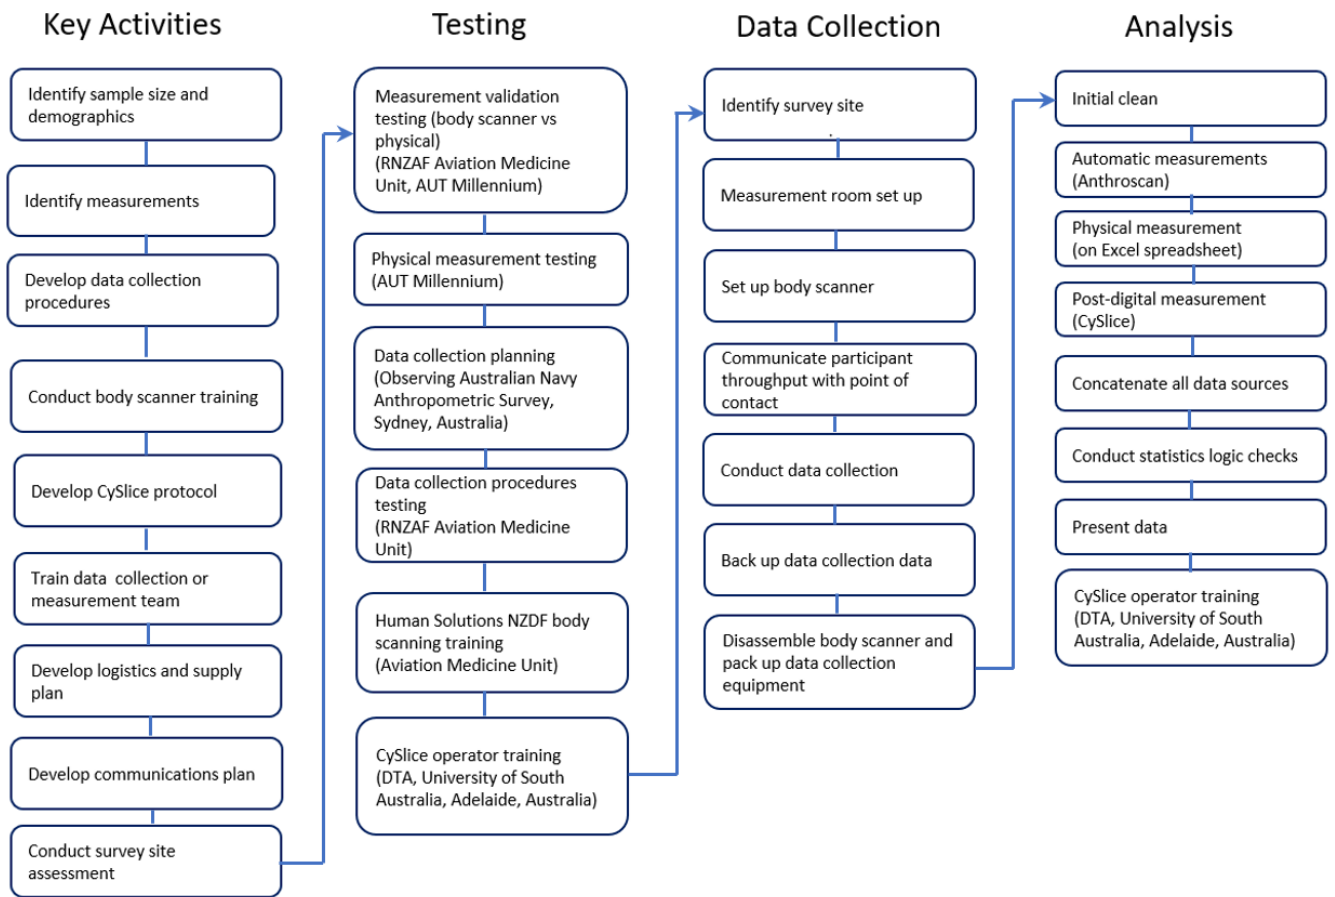 Key Activities
Identify sample size and
demographics
Identify measurements
Develop data collection
procedures
Conduct body scanner training
Develop CySlice protocol
Train data collection or
measurement team
Develop logistics and supply
plan
Develop communications plan
Conduct survey site
assessment
Testing
Measurement validation
testing (body scanner vs
physical)
(RNZAF Aviation Medicine
Unit, AUT Millennium)
Physical measurement testing
(AUT Millennium)
Data collection planning
(Observing Australian Navy
Anthropometric Survey,
Sydney, Australia)
Data collection procedures
testing
(RNZAF Aviation Medicine
Unit)
Human Solutions NZDF body
scanning training
(Aviation Medicine Unit)
CySlice operator training
(DTA, University of South
Australia, Adelaide, Australia)
Data Collection
Identify survey site
.
Measurement room set up
Set up body scanner
Communicate participant
throughput with point of
contact
Conduct data collection
Back up data collection data
Disassemble body scanner and
pack up data collection
equipment
Analysis
Initial clean
Automatic measurements
(Anthroscan)
Physical measurement
(on Excel spreadsheet)
Post-digital measurement
(CySlice)
Concatenate all data sources
Conduct statistics logic checks
Present data
CySlice operator training
(DTA, University of South
Australia, Adelaide, Australia)